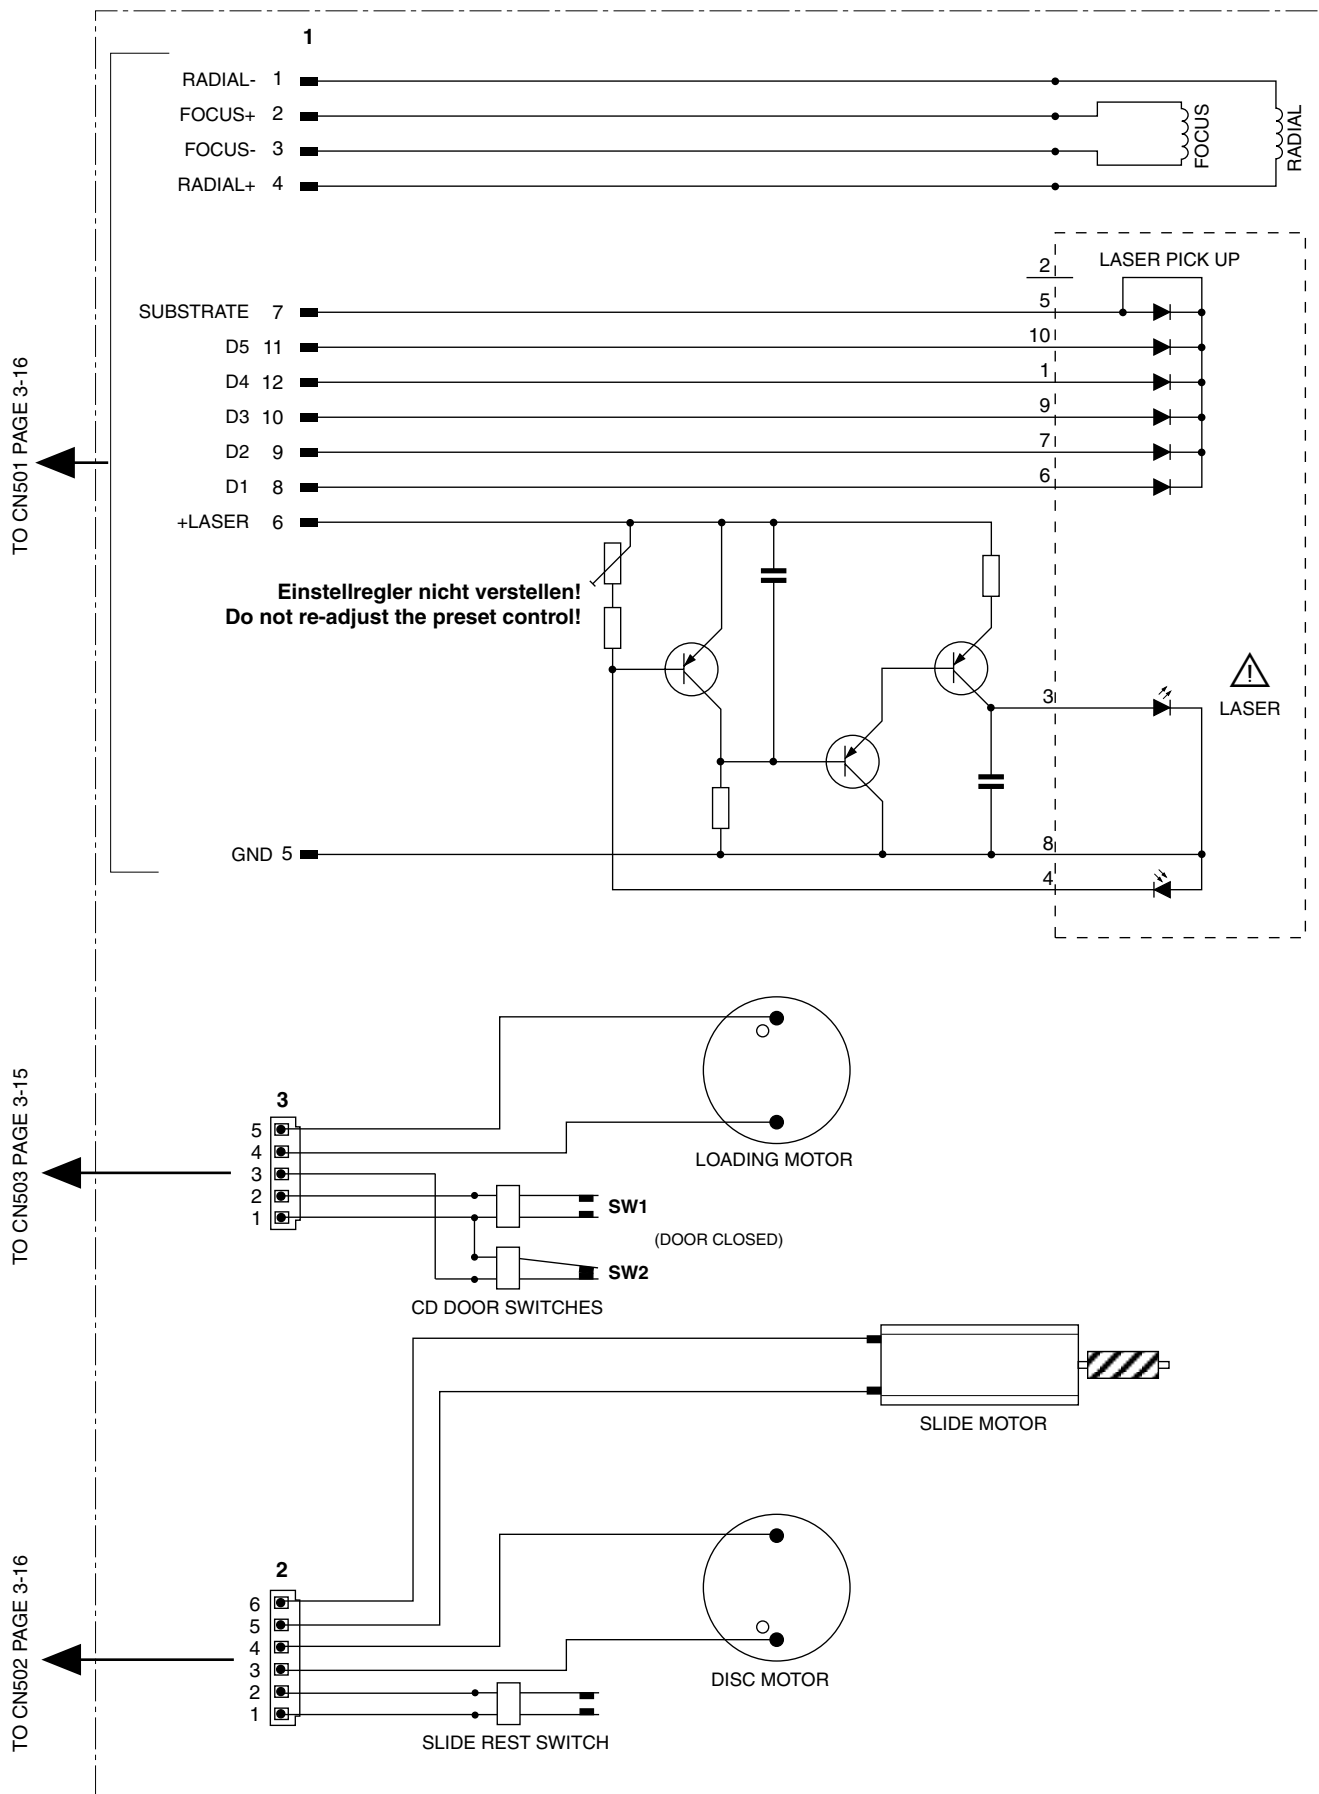 1
RADIAL- 1
FOCUS+ 2
FOCUS- 3
RADIAL+ 4
FOCUS
RADIAL
2
LASER PICK UP
SUBSTRATE 7
5
D5 11
10
D4 12
1
D3 10
9
D2 9
7
D1 8
6
+LASER 6
TO CN501 PAGE 3-16
Einstellregler nicht verstellen!
Do not re-adjust the preset control!
3
!
LASER
GND 5
8
4
TO CN503 PAGE 3-15
3
5
4
3
2
1
LOADING MOTOR
SW1
(DOOR CLOSED)
SW2
CD DOOR SWITCHES
SLIDE MOTOR
TO CN502 PAGE 3-16
2
6
5
4
3
2
1
DISC MOTOR
SLIDE REST SWITCH